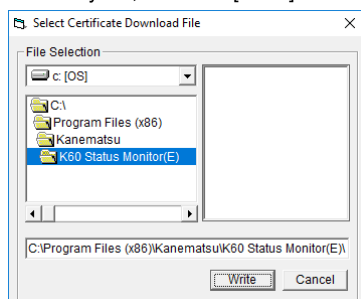 Select Certificate Download File
File Selection
c: [OS]
C:\
Program Files (x86)
Kanematsu
K60 Status Monitor(E)
C:\Program Files (x86)\Kanematsu\K60 Status Monitor(E)\
Write
Cancel